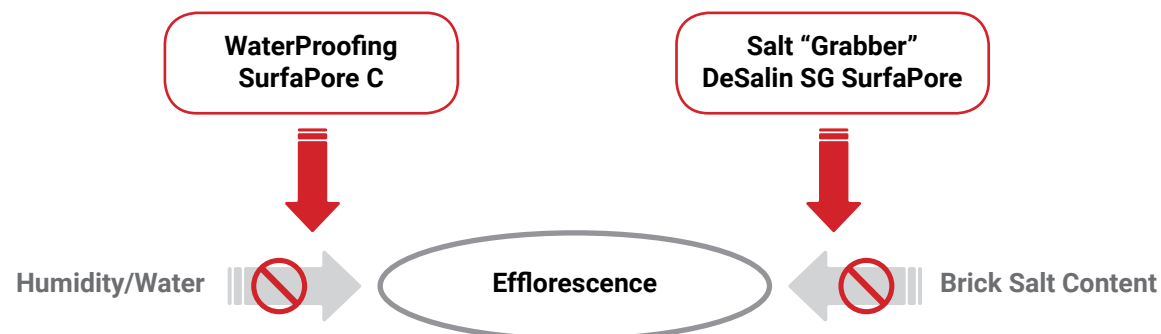 WaterProofing
SurfaPore C
Salt “Grabber”
DeSalin SG SurfaPore
Humidity/Water
Efflorescence
Brick Salt Content